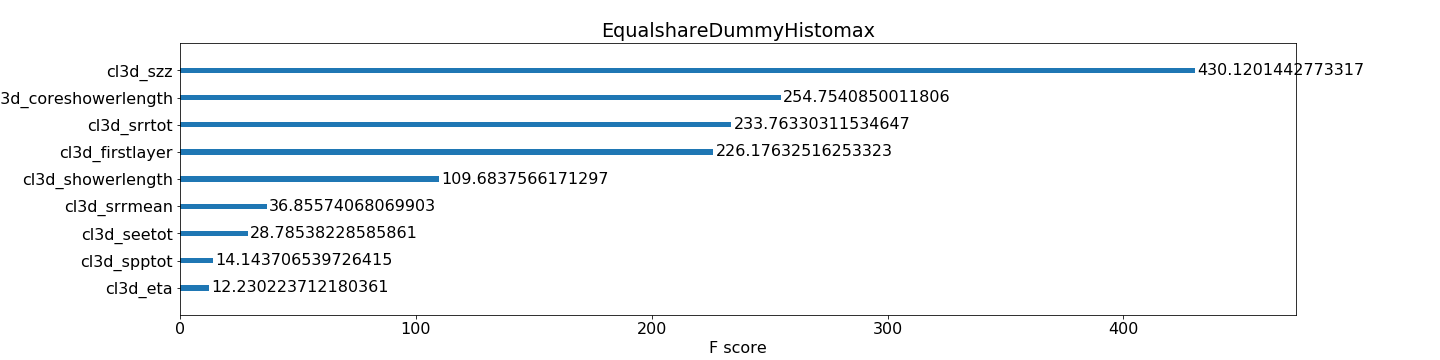 EqualshareDummyHistomax
cl3d_szz 430.1201442773317
3d_coreshowerlength 254.7540850011806
cl3d_srrtot 233.76330311534647
cl3d_firstlayer 226.17632516253323
cl3d_showerlength 109.6837566171297
cl3d_srrmean 36.85574068069903
cl3d_seetot 28.78538228585861
cl3d_spptot 14.143706539726415
cl3d_eta 12.230223712180361
0 100 200 300 400
F score